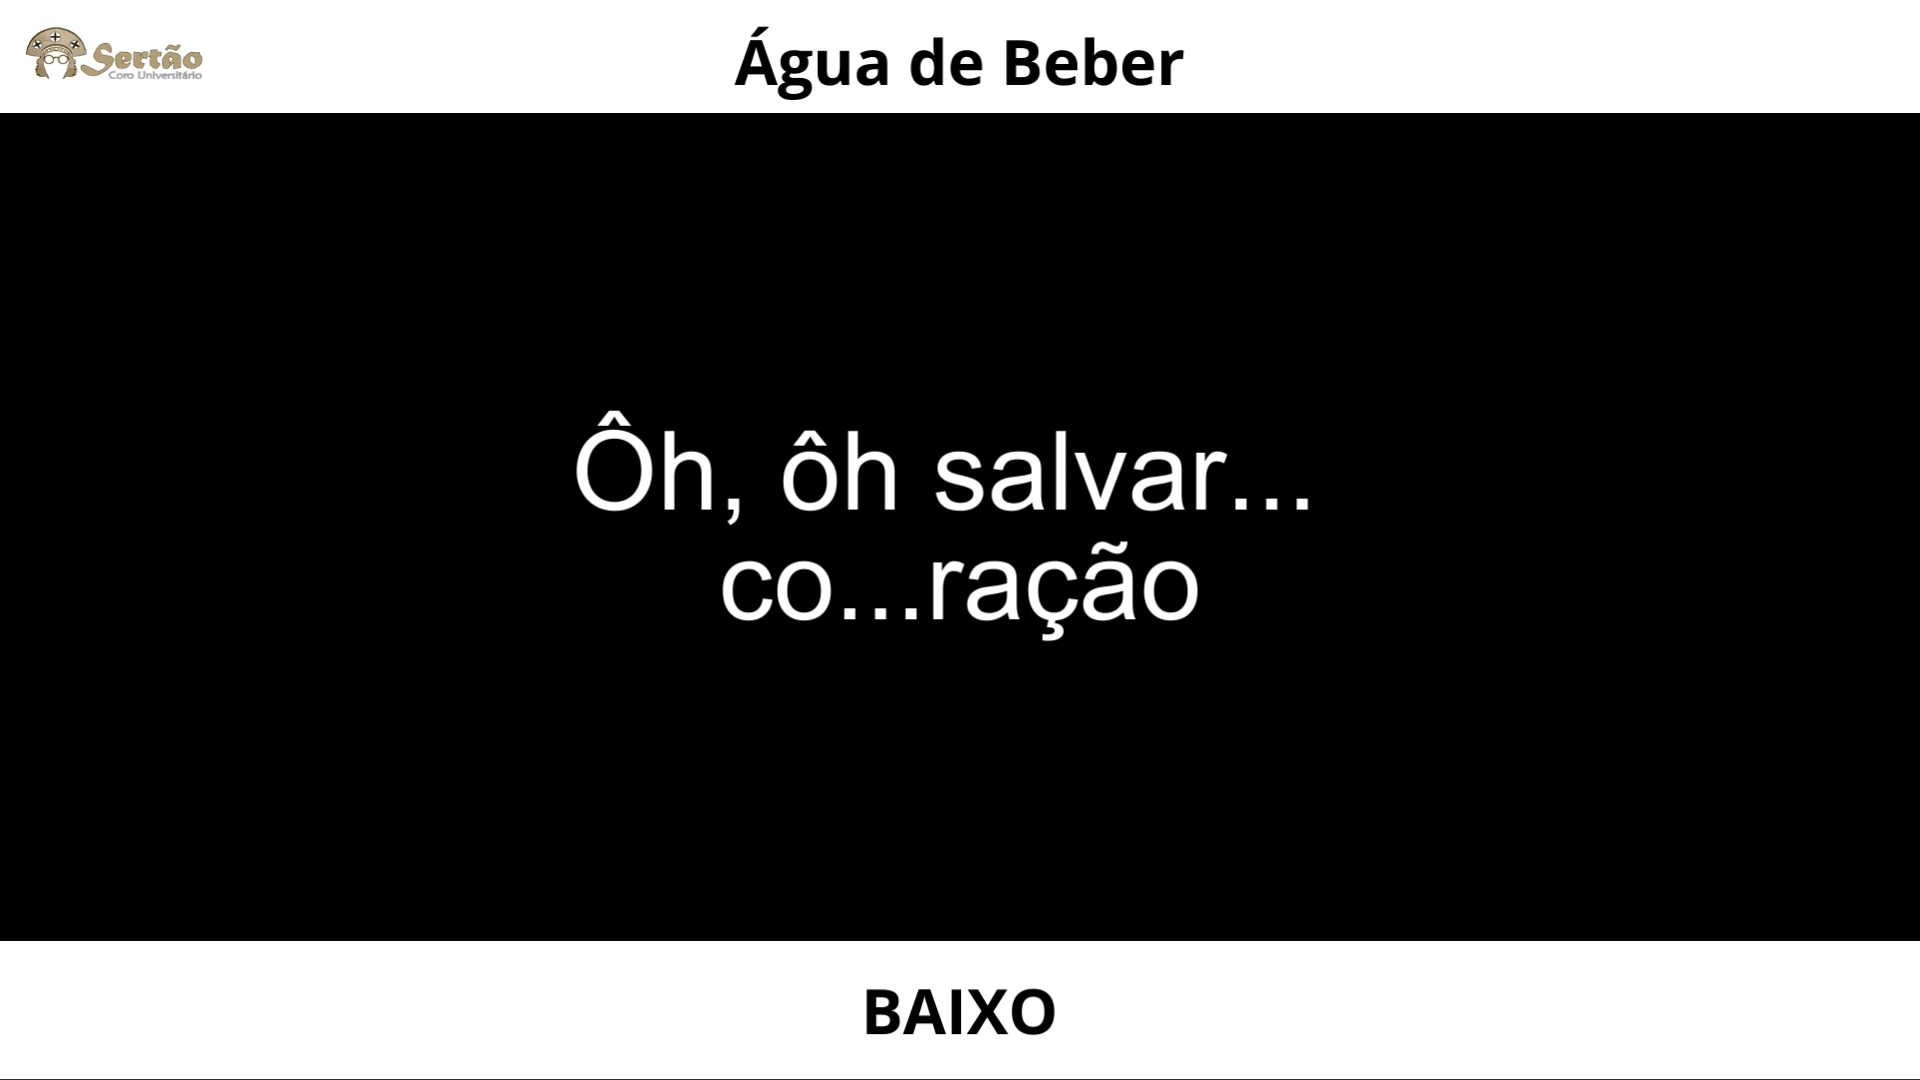 Sertão
Coro Universitário
Água de Beber
Ôh, ôh salvar...
co...ração
BAIXO